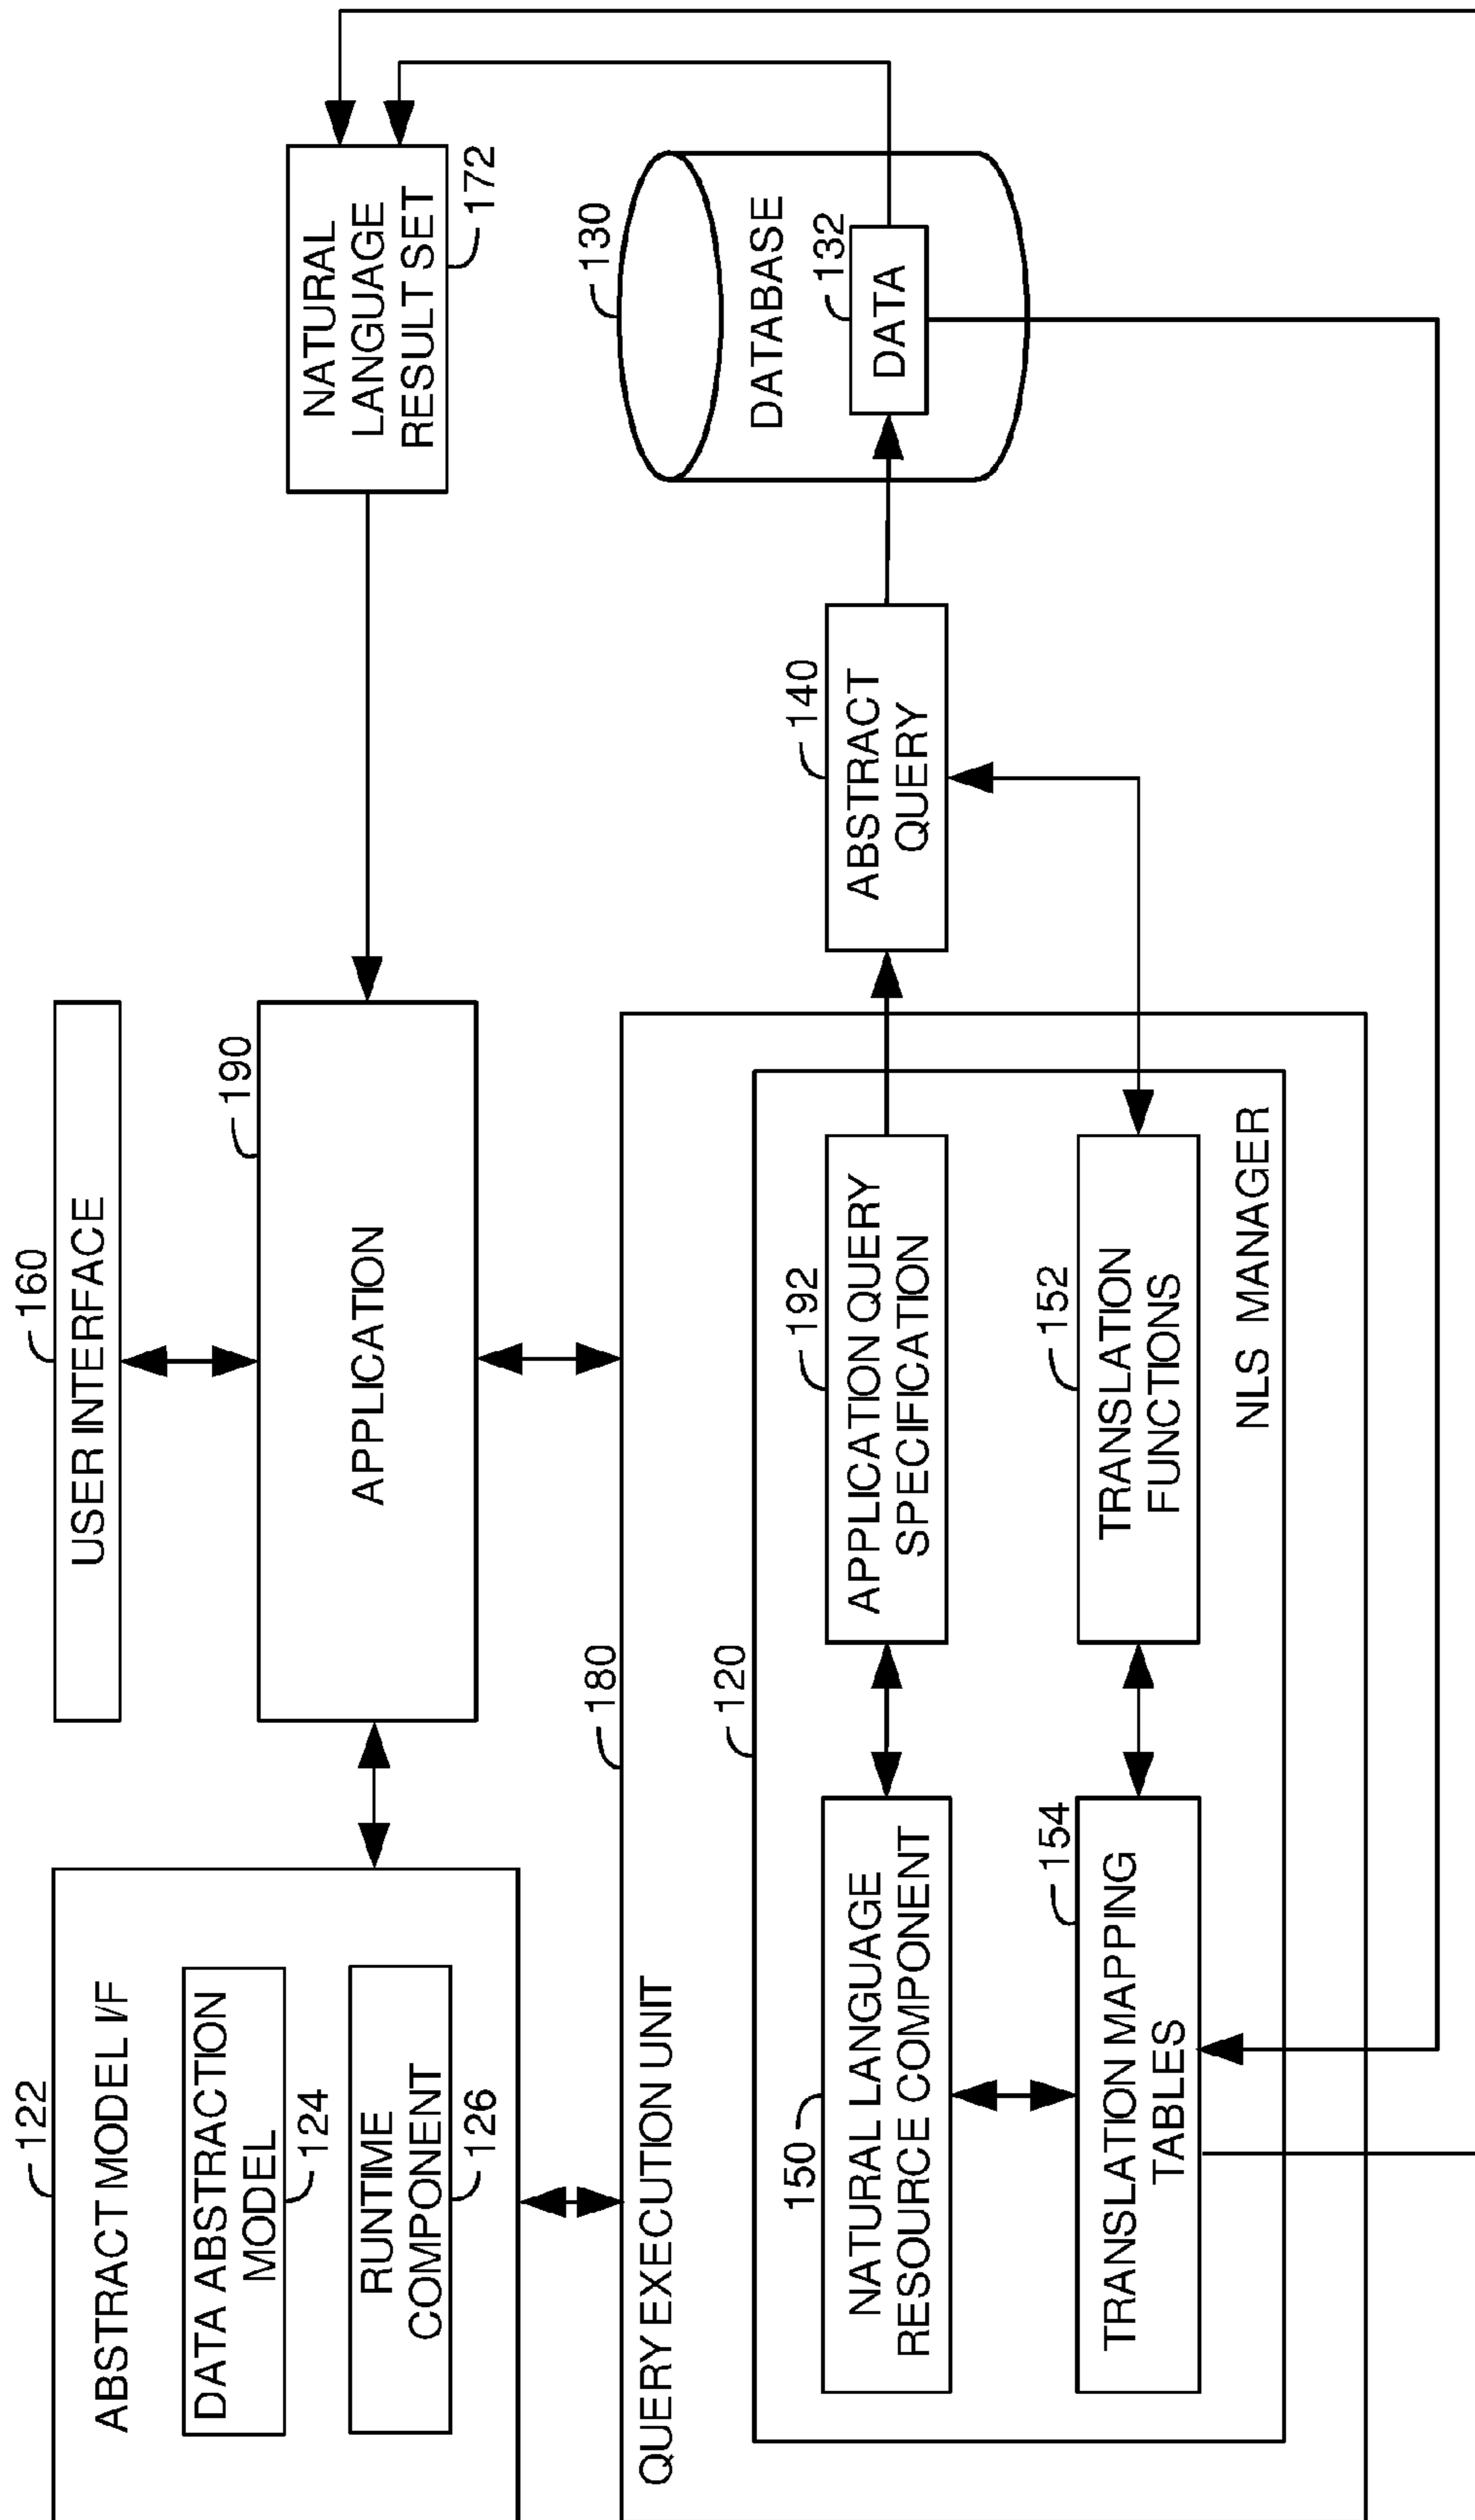 122
ABSTRACT MODEL I/F
DATA ABSTRACTION
MODEL
124
RUNTIME
COMPONENT
126
160
USER INTERFACE
190
APPLICATION
NATURAL
LANGUAGE
RESULT SET
172
180
QUERY EXECUTION UNIT
120
150
NATURAL LANGUAGE
RESOURCE COMPONENT
192
APPLICATION QUERY
SPECIFICATION
154
TRANSLATION MAPPING
TABLES
152
TRANSLATION
FUNCTIONS
NLS MANAGER
140
ABSTRACT
QUERY
130
DATABASE
132
DATA